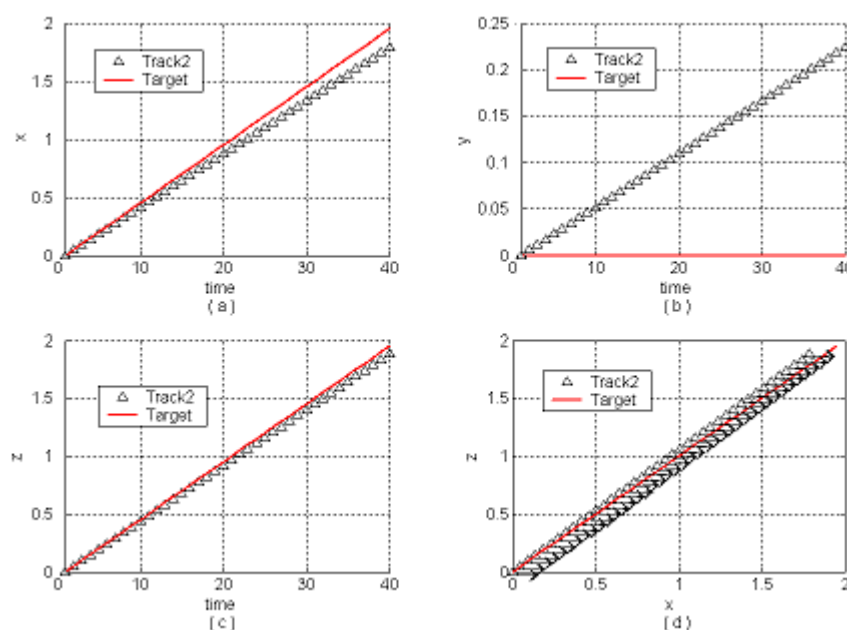 2
1.5
1
0.5
0
x
Track2
Target
0 10 20 30 40
time
( a )
0.25
0.2
0.15
0.1
0.05
0
y
Track2
Target
0 10 20 30 40
time
( b )
2
1.5
1
0.5
0
z
Track2
Target
0 10 20 30 40
time
( c )
2
1.5
1
0.5
0
z
Track2
Target
0 0.5 1 1.5 2
x
( d )